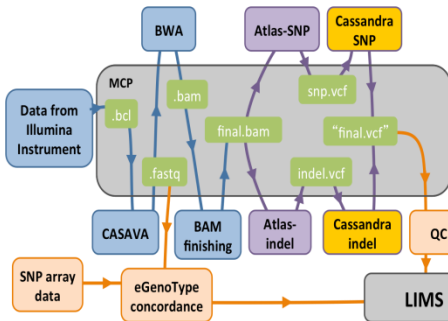 BWA
Atlas-SNP
Cassandra
SNP
MCP
Data from
Illumina
Instrument
.bcl
.bam
snp.vcf
final.bam
"final.vcf"
.fastq
indel.vcf
CASAVA
BAM
finishing
Atlas-
indel
Cassandra
indel
QC
SNP array
data
eGenoType
concordance
LIMS